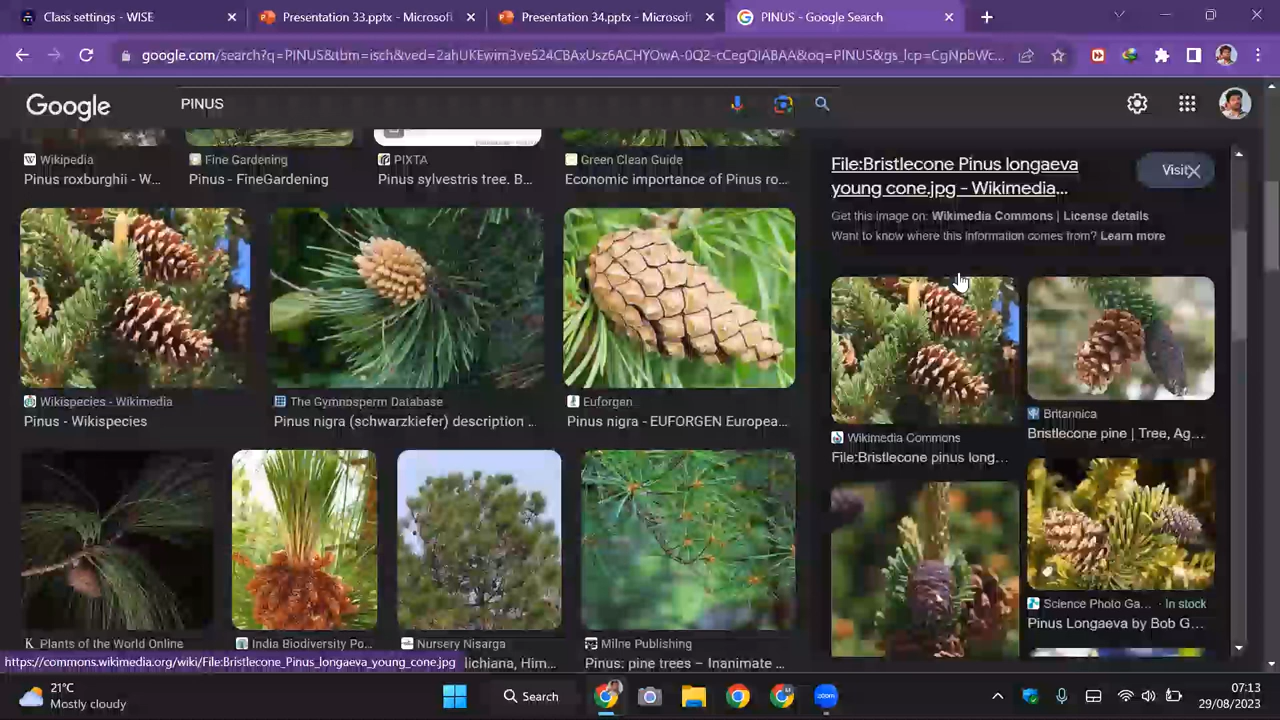 Class settings - WISE
Presentation 33.pptx - Microsof
Presentation 34.pptx - Microsof
PINUS - Google Search
google.com/search?q=PINUS&tbm=isch&ved=2ahUKEwim3veS24CBAxUsz6ACHYOwA-0Q2-cCegQIABAA&oq=PINUS&gs_lcp=CgNpbWc...
Google
PINUS
Wikipedia
Fine Gardening
PIXTA
Green Clean Guide
Pinus roxburghii - W...
Pinus - FineGardening
Pinus sylvestris tree. B...
Economic importance of Pinus ro...
File:Bristlecone Pinus longaeva
young cone.jpg - Wikimedia...
Visit
Get this image on: Wikimedia Commons | License details
Want to know where this information comes from? Learn more
Wikispecies - Wikimedia
The Gymnosperm Database
Euforgen
Pinus - Wikispecies
Pinus nigra (schwarzkiefer) description ...
Pinus nigra - EUFORGEN Europea...
Wikimedia Commons
File:Bristlecone pinus long...
Britannica
Bristlecone pine | Tree, Ag...
Science Photo Ga... · In stock
Pinus Longaeva by Bob G...
Plants of the World Online
India Biodiversity Po...
Nursery Nisarga
Milne Publishing
lichiana, Him...
Pinus: pine trees – Inanimate ...
https://commons.wikimedia.org/wiki/File:Bristlecone_Pinus_longaeva_young_cone.jpg
21°C
Mostly cloudy
Search
zoom
07:13
29/08/2023